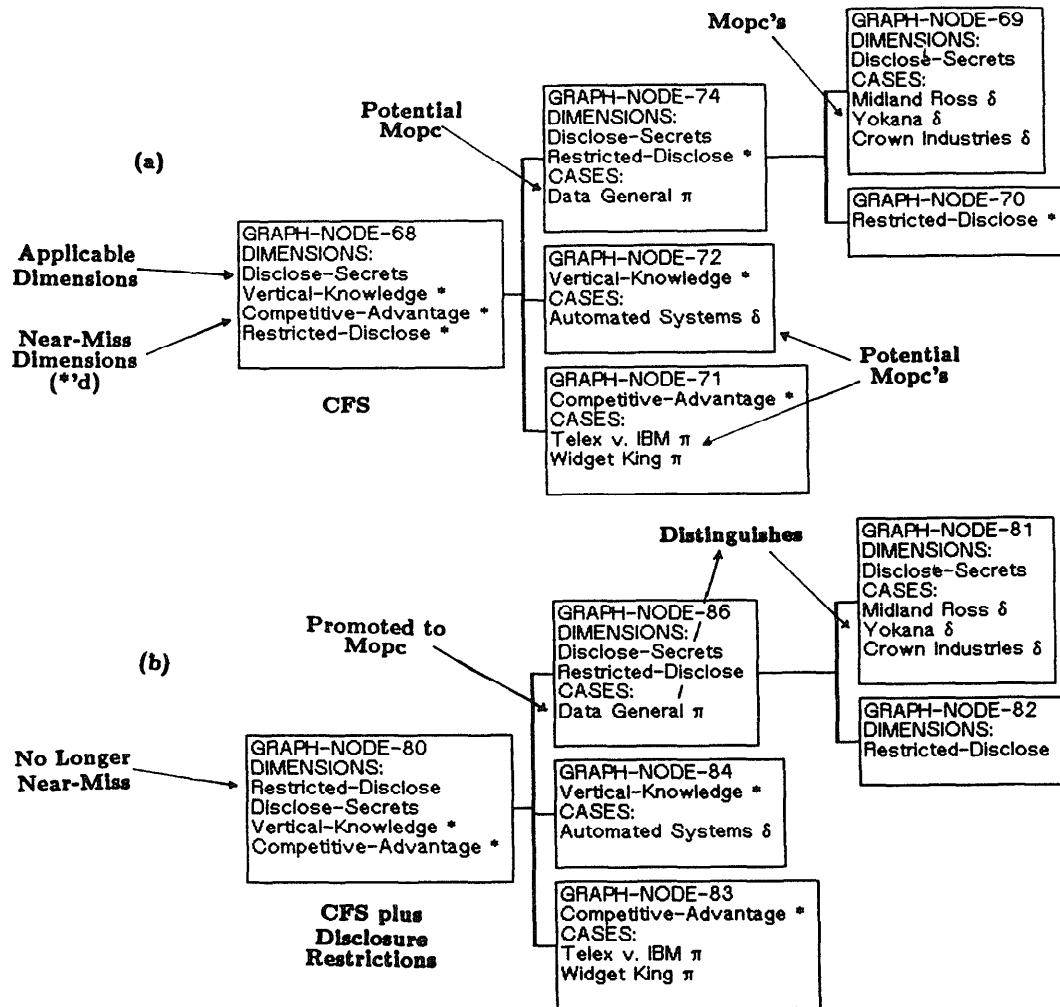 (a)
Applicable
Dimensions
Near-Miss
Dimensions
(*'d)
GRAPH-NODE-68
DIMENSIONS:
Disclose-Secrets
Vertical-Knowledge *
Competitive-Advantage *
Restricted-Disclose *
CFS
Potential
Mopc
GRAPH-NODE-74
DIMENSIONS:
Disclose-Secrets
Restricted-Disclose *
CASES:
Data General π
GRAPH-NODE-72
Vertical-Knowledge *
CASES:
Automated Systems δ
GRAPH-NODE-71
Competitive-Advantage *
CASES:
Telex v. IBM π
Widget King π
Mopc's
GRAPH-NODE-69
DIMENSIONS:
Disclose-Secrets
CASES:
Midland Ross δ
Yokana δ
Crown Industries δ
GRAPH-NODE-70
Restricted-Disclose *
Potential
Mopc's
(b)
No Longer
Near-Miss
GRAPH-NODE-80
DIMENSIONS:
Restricted-Disclose
Disclose-Secrets
Vertical-Knowledge *
Competitive-Advantage *
CFS plus
Disclosure
Restrictions
Promoted to
Mopc
GRAPH-NODE-86
DIMENSIONS:
Disclose-Secrets
Restricted-Disclose
CASES:
Data General π
GRAPH-NODE-84
Vertical-Knowledge *
CASES:
Automated Systems δ
GRAPH-NODE-83
Competitive-Advantage *
CASES:
Telex v. IBM π
Widget King π
Distinguishes
GRAPH-NODE-81
DIMENSIONS:
Disclose-Secrets
CASES:
Midland Ross δ
Yokana δ
Crown Industries δ
GRAPH-NODE-82
DIMENSIONS:
Restricted-Disclose